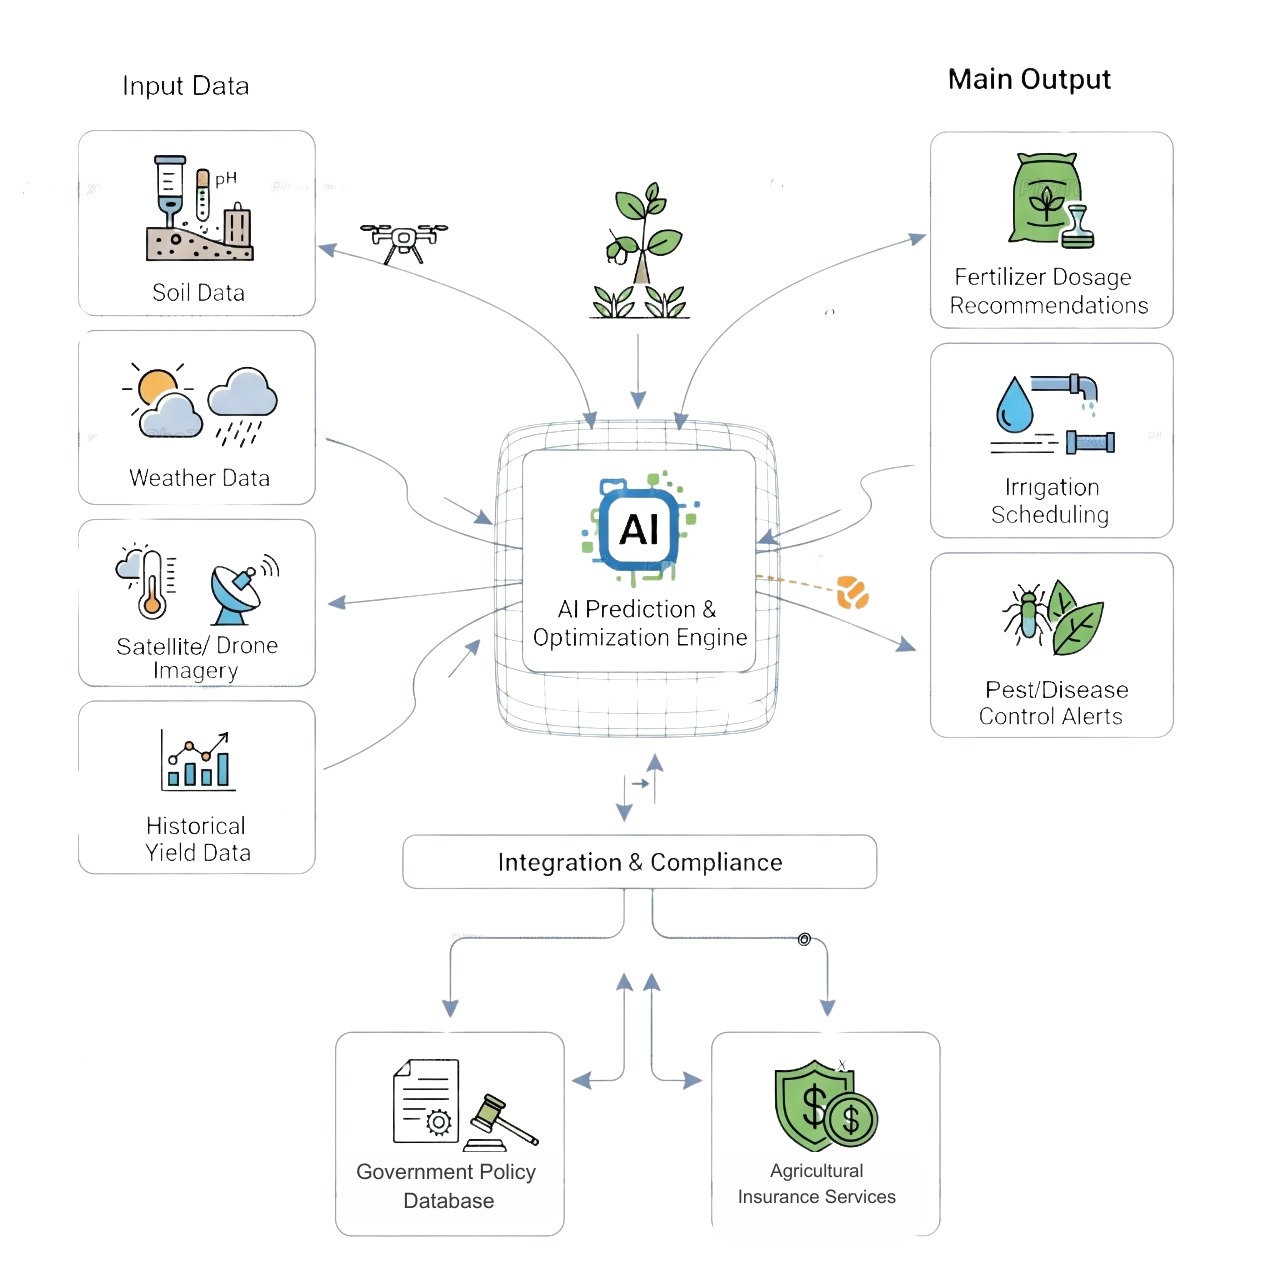 Input Data
pH
Soil Data
Weather Data
Satellite/ Drone
Imagery
Historical
Yield Data
AI
AI Prediction &
Optimization Engine
Main Output
Fertilizer Dosage
Recommendations
Irrigation
Scheduling
Pest/Disease
Control Alerts
Integration & Compliance
Government Policy
Database
$
$
Agricultural
Insurance Services